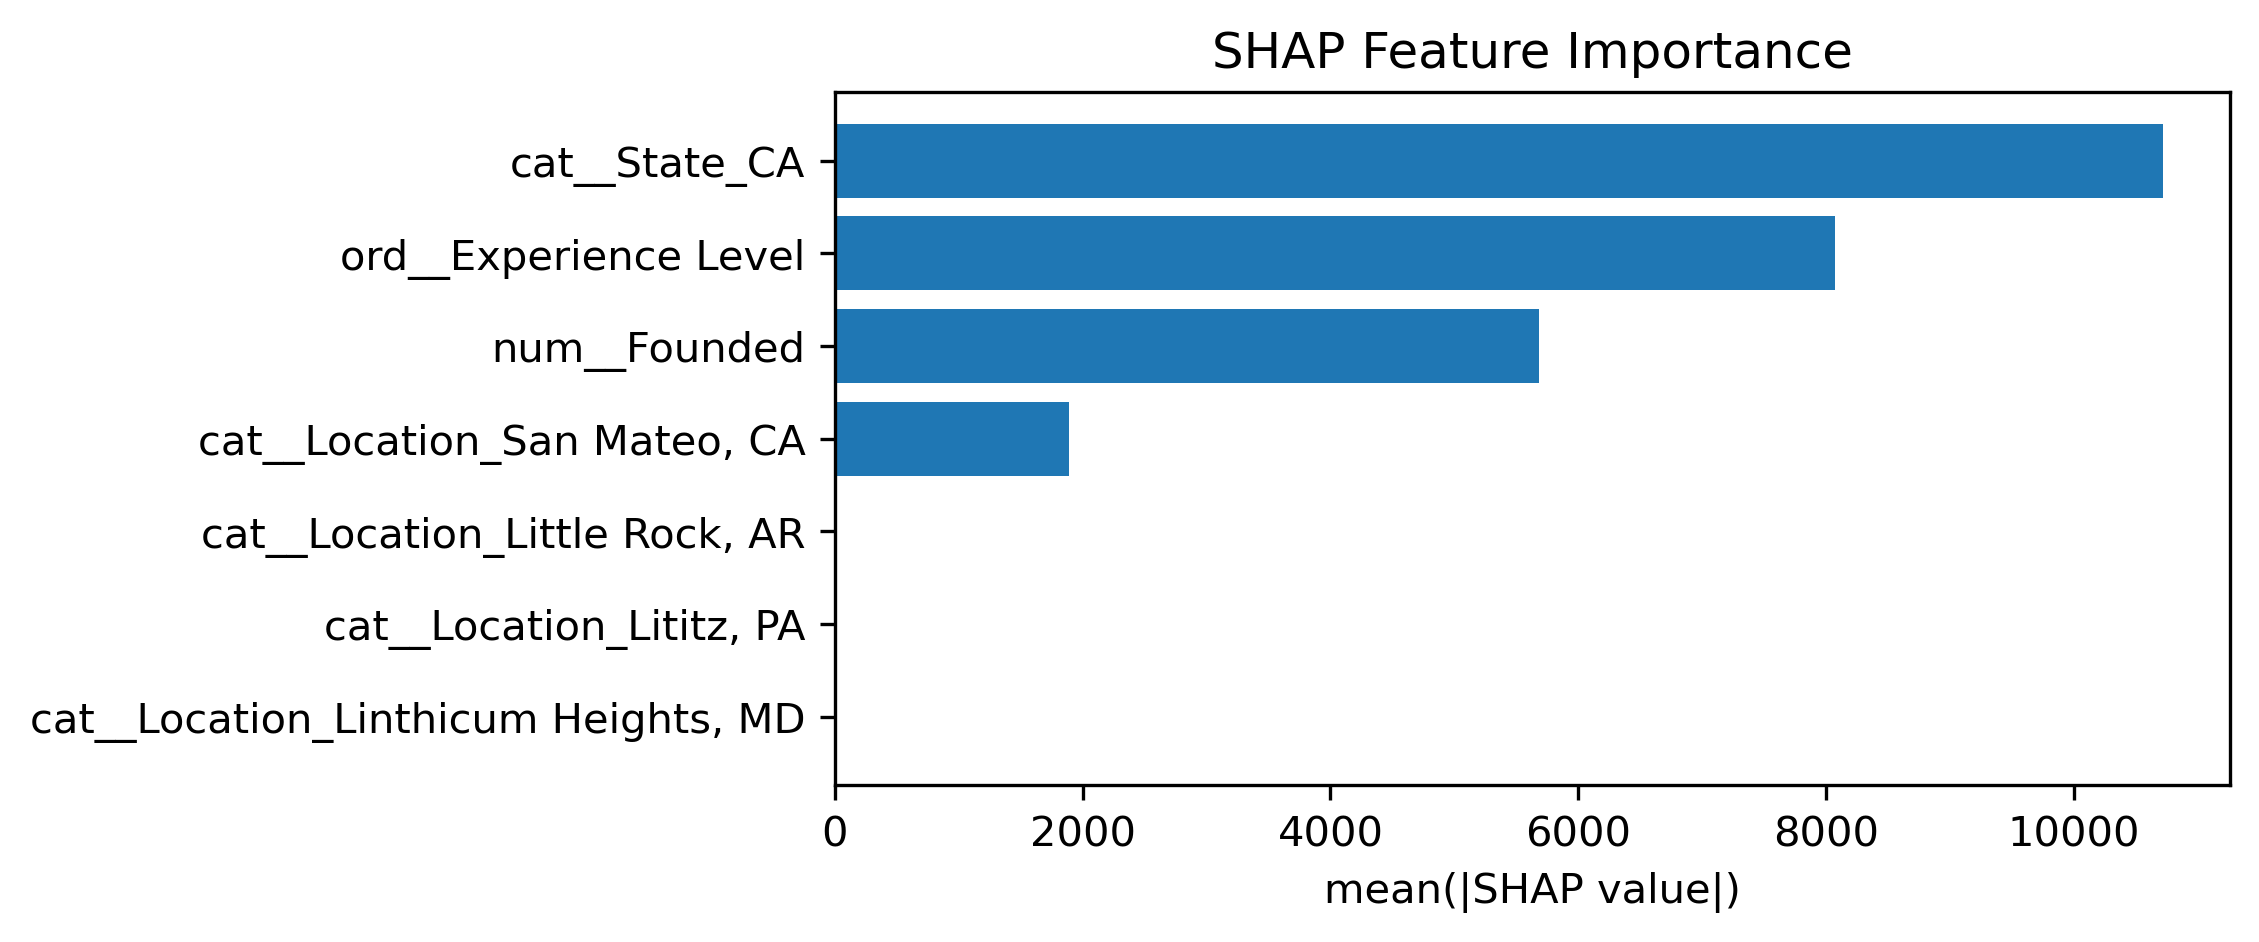 SHAP Feature Importance
cat__State_CA
ord__Experience Level
num__Founded
cat__Location_San Mateo, CA
cat__Location_Little Rock, AR
cat__Location_Lititz, PA
cat__Location_Linthicum Heights, MD
0 2000 4000 6000 8000 10000
mean(|SHAP value|)